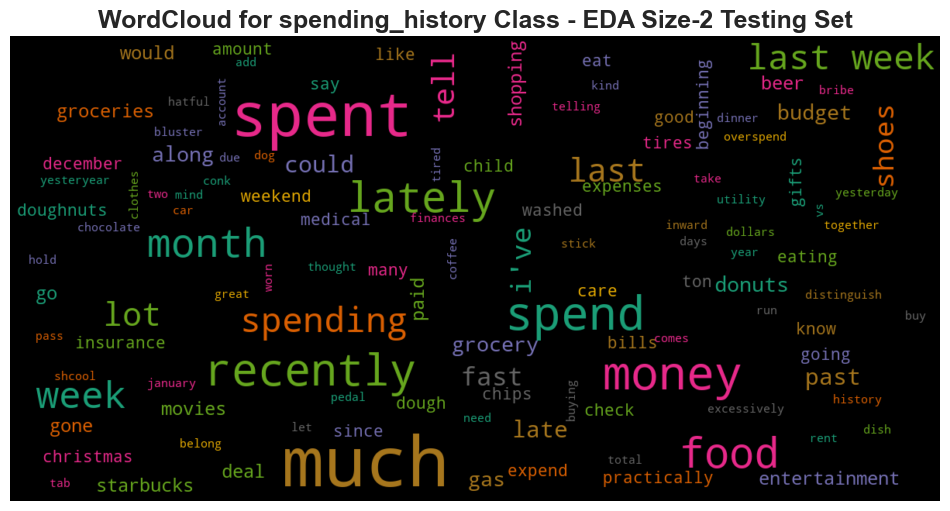 WordCloud for spending_history Class - EDA Size-2 Testing Set
would
amount
like
add
say
tell
shopping
eat
kind
beginning
last week
beer
bribe
groceries
hatful
account
spent
telling
good
dinner
budget
shoes
bluster
overspend
tires
december
along
due
dog
could
tired
child
last
expenses
take
gifts
yesterday
yesteryear
clothes
two
mind
conk
weekend
lately
utility
vs
doughnuts
car
medical
finances
washed
inward
dollars
together
chocolate
month
i've
stick
days
year
eating
hold
worn
thought
many
coffee
go
great
paid
care
ton
donuts
distinguish
lot
spending
spend
run
buy
pass
insurance
grocery
bills
comes
know
going
shcool
january
recently
fast
money
past
week
pedal
chips
buying
history
movies
dough
need
check
excessively
gone
let
since
late
dish
belong
rent
christmas
much
total
food
tab
starbucks
deal
gas
expend
practically
entertainment